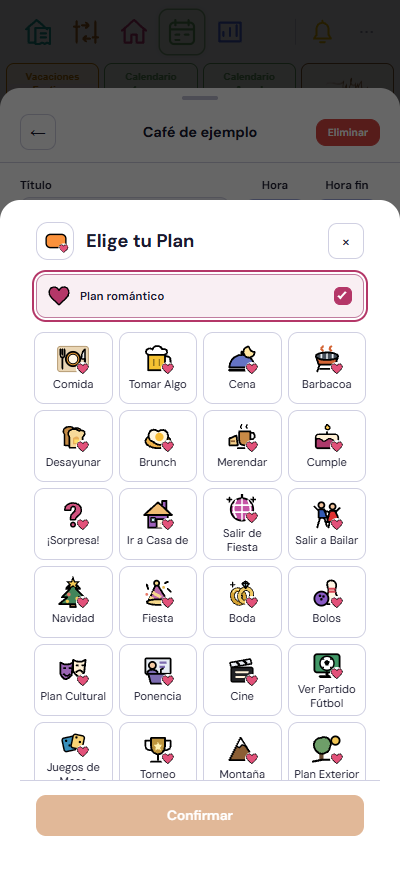 Vacaciones
Calendario
Calendario
Café de ejemplo
Eliminar
Título
Hora
Hora fin
Elige tu Plan
Plan romántico
Comida
Tomar Algo
Cena
Barbacoa
Desayunar
Brunch
Merendar
Cumple
¡Sorpresa!
Ir a Casa de
Salir de
Fiesta
Salir a Bailar
Navidad
Fiesta
Boda
Bolos
Plan Cultural
Ponencia
Cine
Ver Partido
Fútbol
Juegos de
Mesa
Torneo
Montaña
Plan Exterior
Confirmar